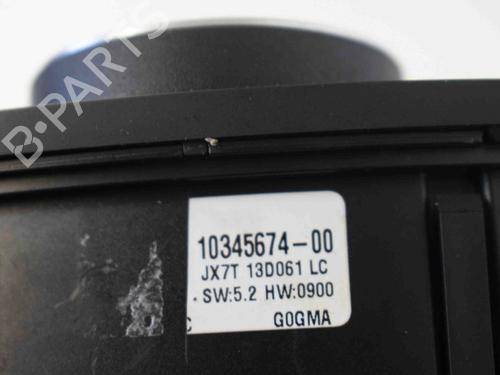 B-PARTS
10345674-00
JX7T 13D061 LC
. SW:5.2 HW:0900
G0GMA